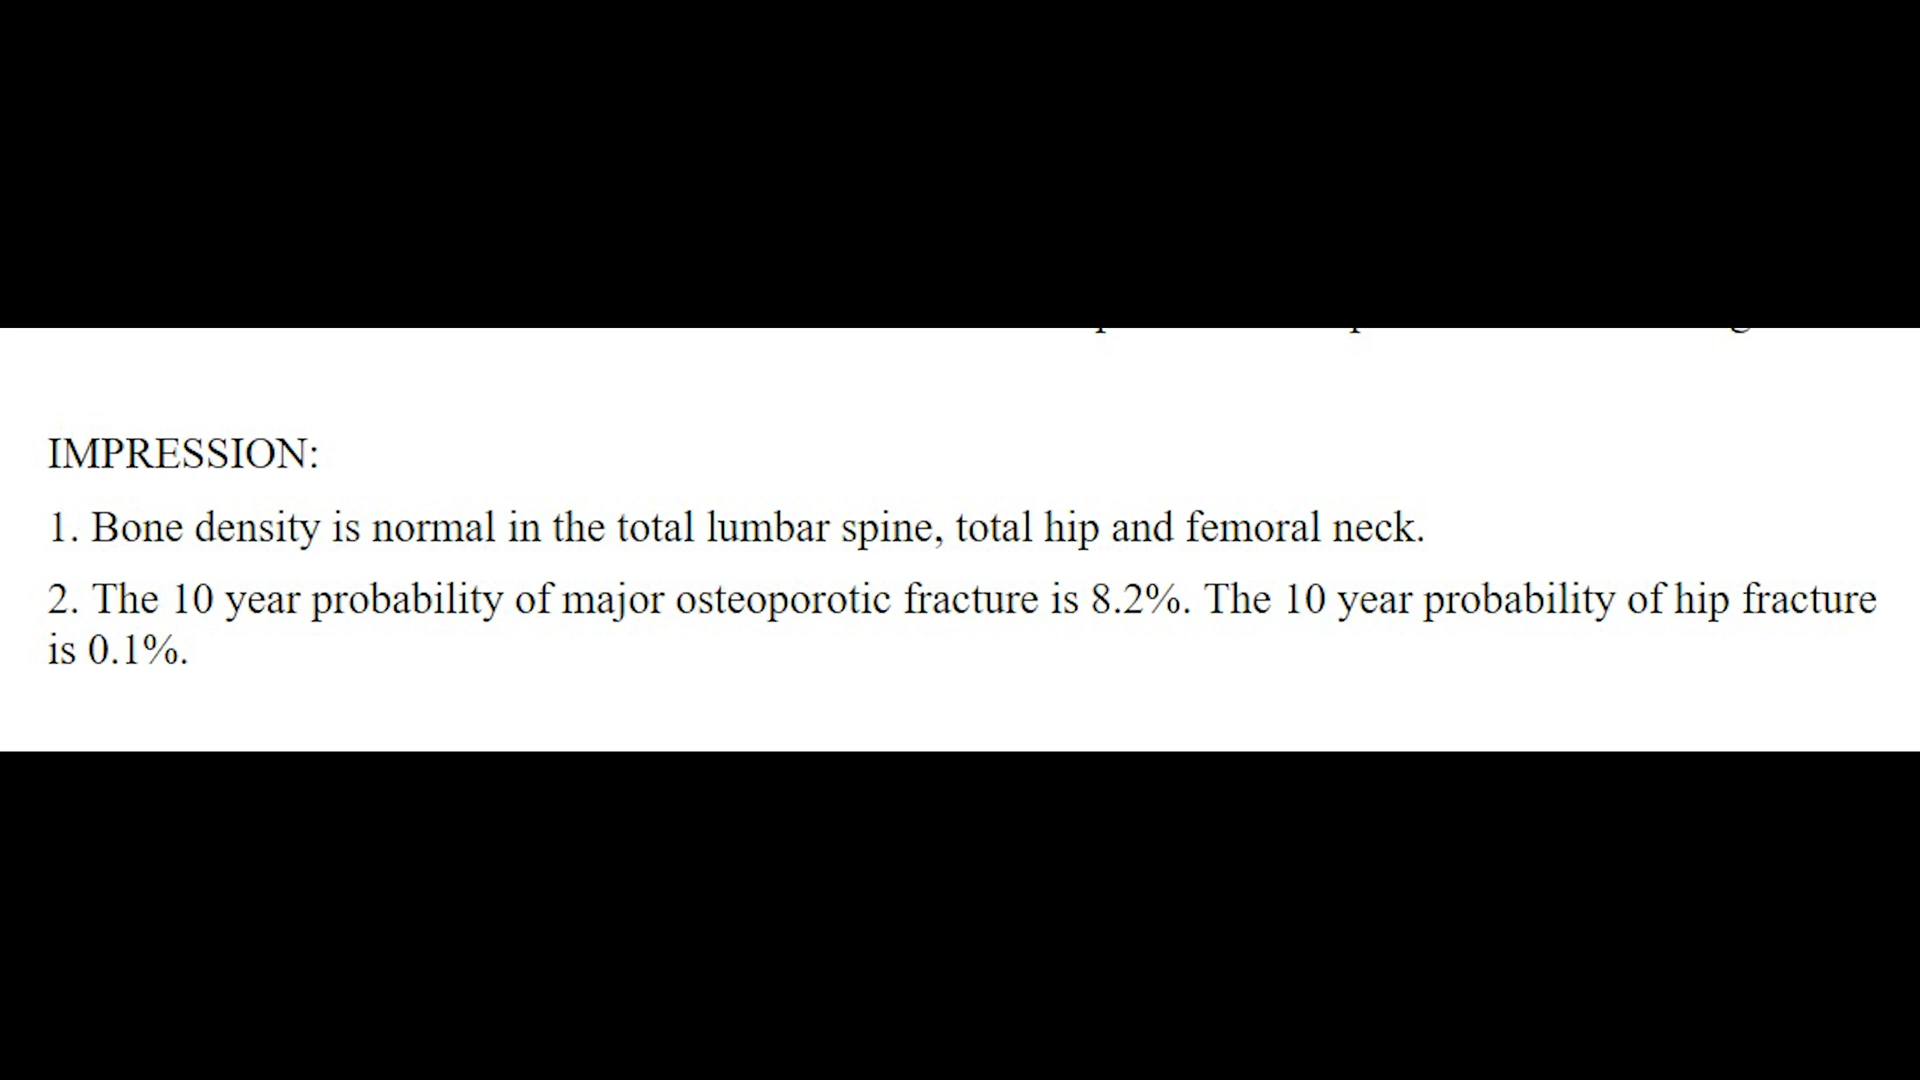 IMPRESSION:
1. Bone density is normal in the total lumbar spine, total hip and femoral neck.
2. The 10 year probability of major osteoporotic fracture is 8.2%. The 10 year probability of hip fracture
is 0.1%.